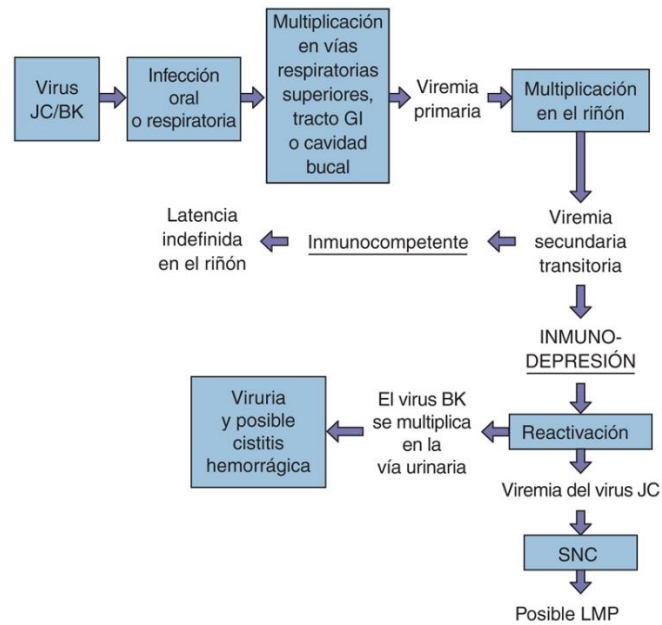 Virus
JC/BK
Infección
oral
o respiratoria
Multiplicación
en vías
respiratorias
superiores,
tracto GI
o cavidad
bucal
Viremia
primaria
Multiplicación
en el riñón
Viremia
secundaria
transitoria
Inmunocompetente
Latencia
indefinida
en el riñón
INMUNO-
DEPRESIÓN
Reactivación
El virus BK
se multiplica
en la
vía urinaria
Viruria
y posible
cistitis
hemorrágica
Viremia del virus JC
SNC
Posible LMP